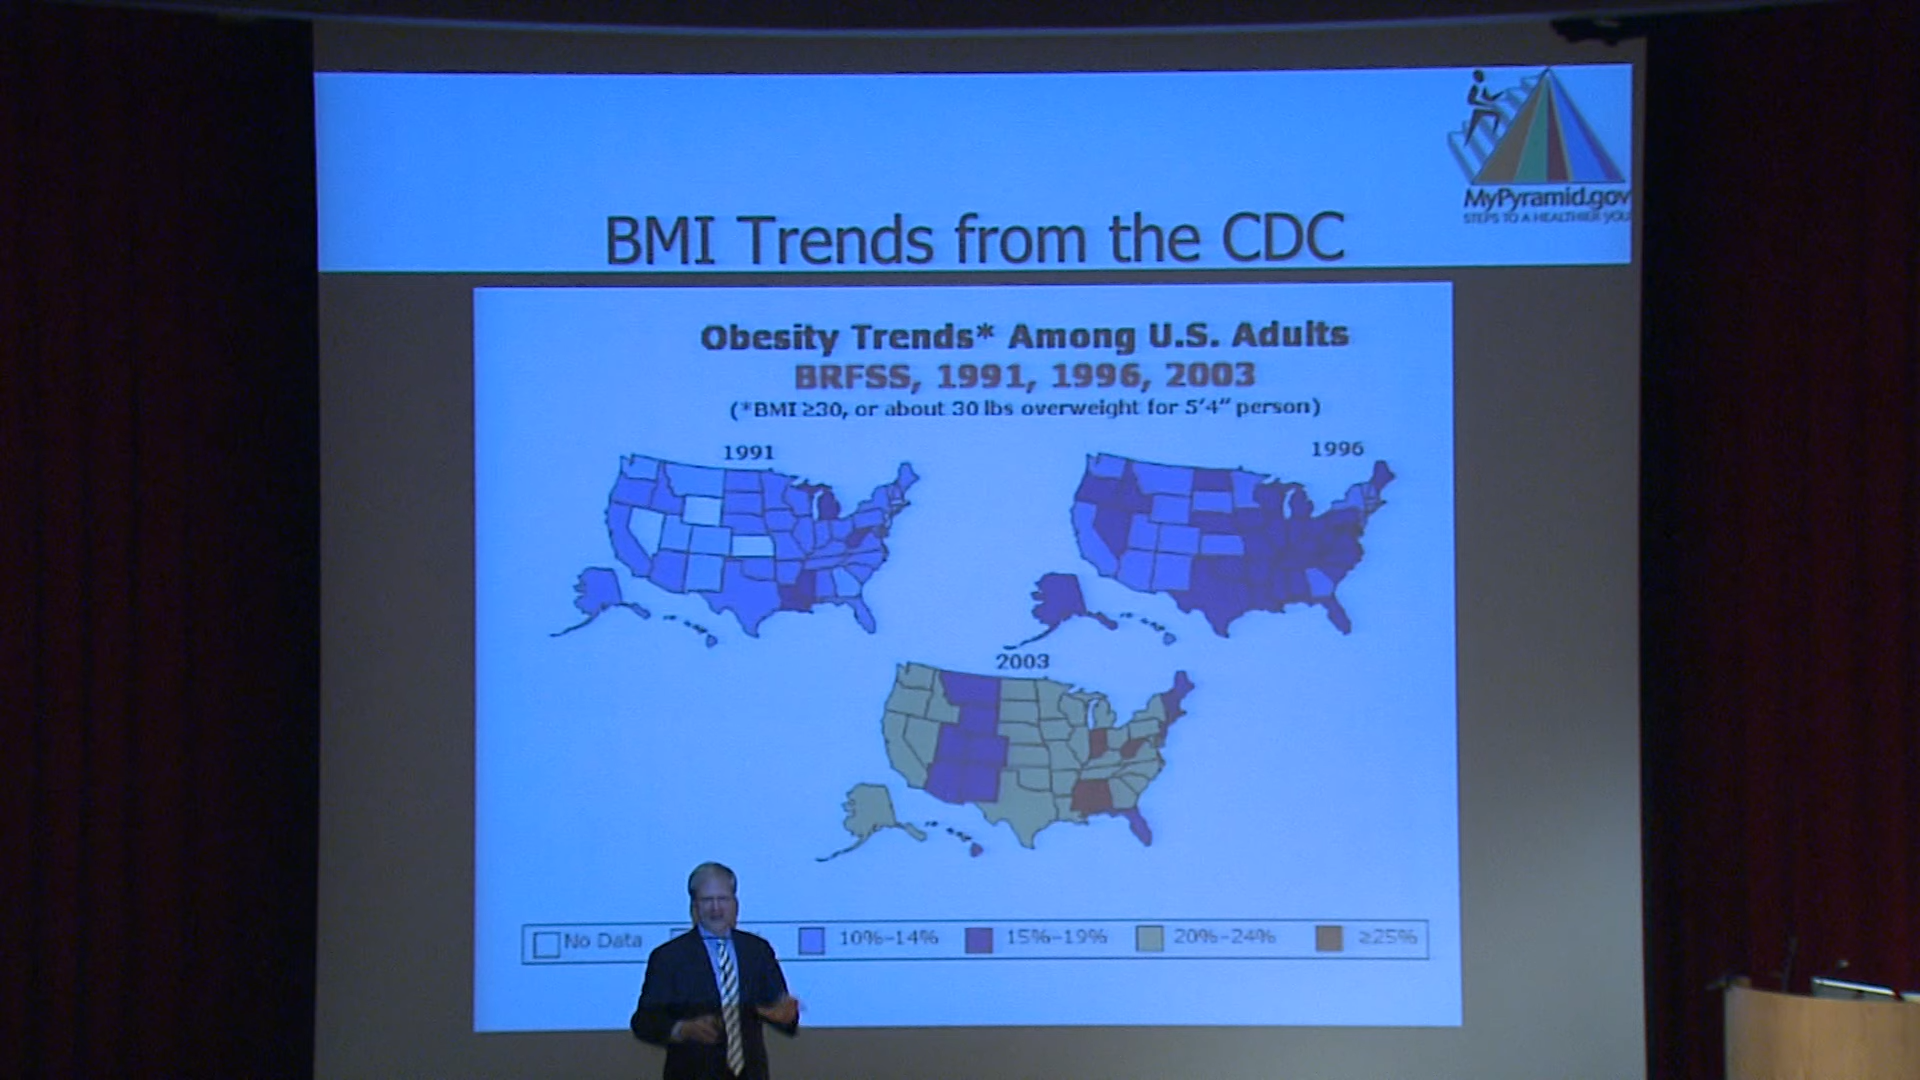 MyPyramid.gov
STEPS TO A HEALTHIER YOU
BMI Trends from the CDC
Obesity Trends* Among U.S. Adults
BRFSS, 1991, 1996, 2003
(*BMI ≥30, or about 30 lbs overweight for 5'4" person)
1991
1996
2003
No Data
10%-14%
15%-19%
20%-24%
≥25%